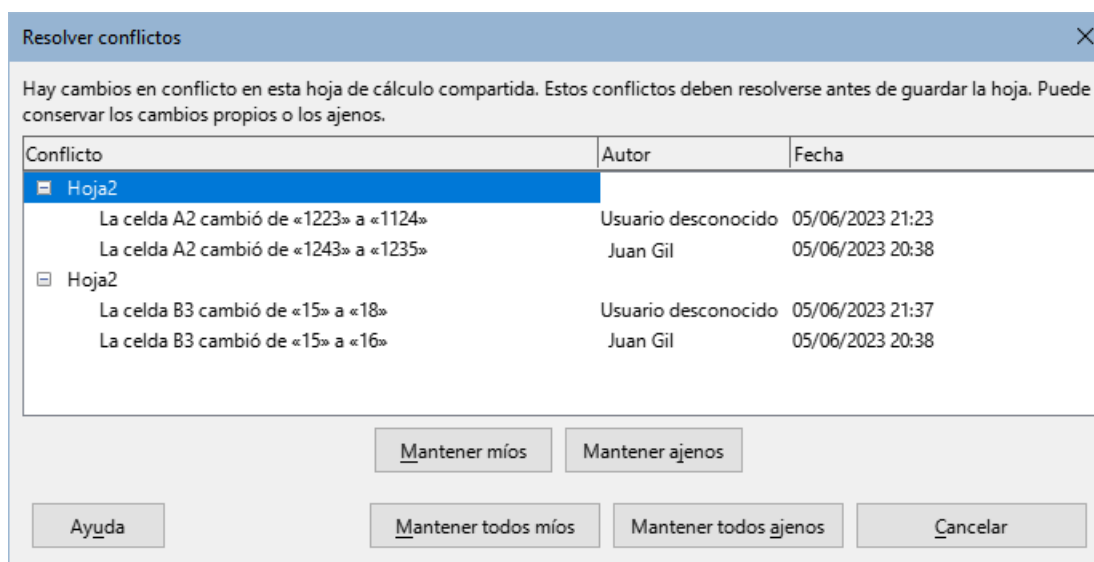 Resolver conflictos
Hay cambios en conflicto en esta hoja de cálculo compartida. Estos conflictos deben resolverse antes de guardar la hoja. Puede
conservar los cambios propios o los ajenos.
Conflicto Autor Fecha
Hoja2
La celda A2 cambió de «1223» a «1124» Usuario desconocido 05/06/2023 21:23
La celda A2 cambió de «1243» a «1235» Juan Gil 05/06/2023 20:38
Hoja2
La celda B3 cambió de «15» a «18» Usuario desconocido 05/06/2023 21:37
La celda B3 cambió de «15» a «16» Juan Gil 05/06/2023 20:38
Mantener míos Mantener ajenos
Ayuda Mantener todos míos Mantener todos ajenos Cancelar